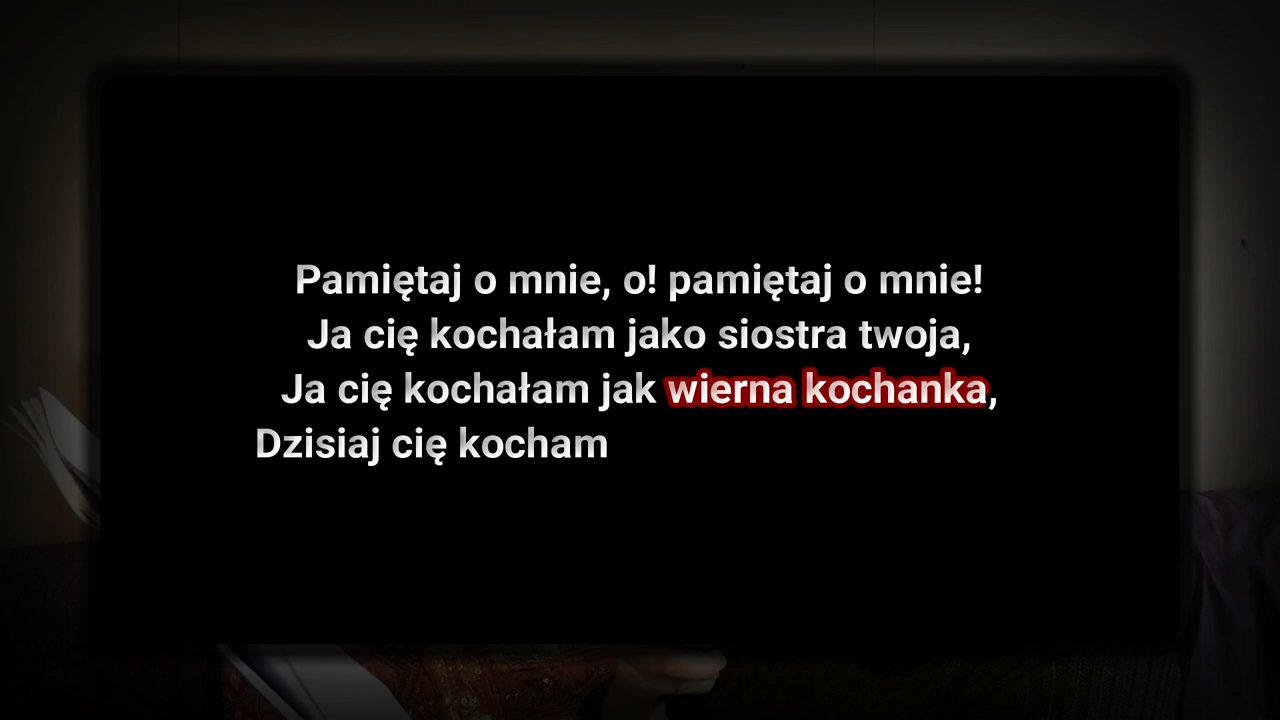 Pamiętaj o mnie, o! pamiętaj o mnie!
Ja cię kochałam jako siostra twoja,
Ja cię kochałam jak wierna kochanka,
Dzisiaj cię kocham